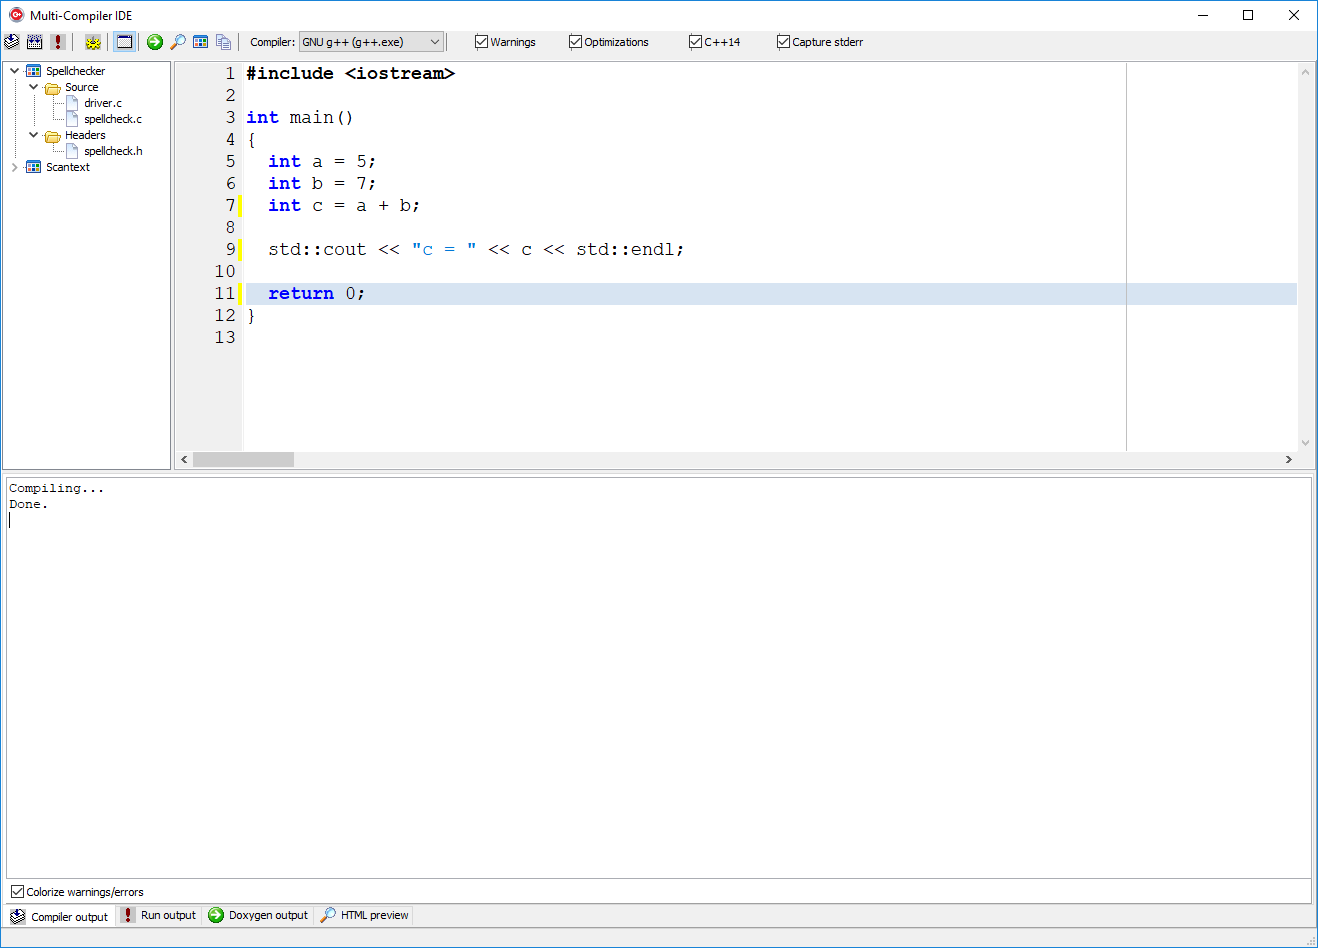 Multi-Compiler IDE
Compiler: GNU g++ (g++.exe) Warnings Optimizations C++14 Capture stderr
Spellchecker
Source
driver.c
spellcheck.c
Headers
spellcheck.h
Scantext
1 #include <iostream>
2
3 int main()
4 {
5   int a = 5;
6   int b = 7;
7   int c = a + b;
8
9   std::cout << "c = " << c << std::endl;
10
11   return 0;
12 }
13
Compiling...
Done.
Colorize warnings/errors
Compiler output Run output Doxygen output HTML preview